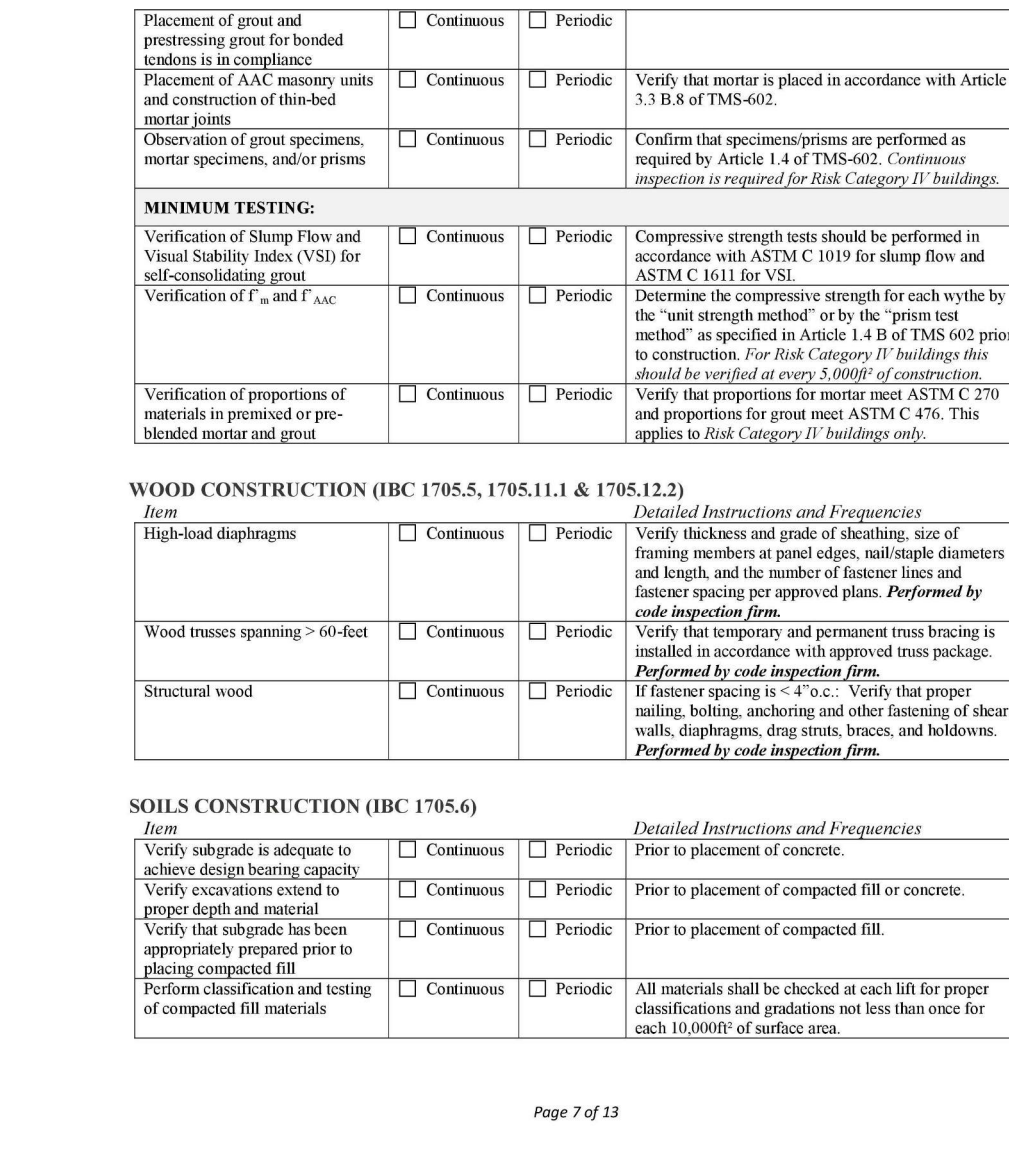 Placement of grout and
prestressing grout for bonded
tendons is in compliance
Continuous
Periodic
Placement of AAC masonry units
and construction of thin-bed
mortar joints
Continuous
Periodic
Verify that mortar is placed in accordance with Article
3.3 B.8 of TMS-602.
Observation of grout specimens,
mortar specimens, and/or prisms
Continuous
Periodic
Confirm that specimens/prisms are performed as
required by Article 1.4 of TMS-602. Continuous
inspection is required for Risk Category IV buildings.
MINIMUM TESTING:
Verification of Slump Flow and
Visual Stability Index (VSI) for
self-consolidating grout
Continuous
Periodic
Compressive strength tests should be performed in
accordance with ASTM C 1019 for slump flow and
ASTM C 1611 for VSI.
Verification of f’m and f’AAC
Continuous
Periodic
Determine the compressive strength for each wythe by
the “unit strength method” or by the “prism test
method” as specified in Article 1.4 B of TMS 602 prior
to construction. For Risk Category IV buildings this
should be verified at every 5,000ft² of construction.
Verification of proportions of
materials in premixed or pre-
blended mortar and grout
Continuous
Periodic
Verify that proportions for mortar meet ASTM C 270
and proportions for grout meet ASTM C 476. This
applies to Risk Category IV buildings only.
WOOD CONSTRUCTION (IBC 1705.5, 1705.11.1 & 1705.12.2)
Item
Detailed Instructions and Frequencies
High-load diaphragms
Continuous
Periodic
Verify thickness and grade of sheathing, size of
framing members at panel edges, nail/staple diameters
and length, and the number of fastener lines and
fastener spacing per approved plans. Performed by
code inspection firm.
Wood trusses spanning > 60-feet
Continuous
Periodic
Verify that temporary and permanent truss bracing is
installed in accordance with approved truss package.
Performed by code inspection firm.
Structural wood
Continuous
Periodic
If fastener spacing is < 4”o.c.: Verify that proper
nailing, bolting, anchoring and other fastening of shear
walls, diaphragms, drag struts, braces, and holdowns.
Performed by code inspection firm.
SOILS CONSTRUCTION (IBC 1705.6)
Item
Detailed Instructions and Frequencies
Verify subgrade is adequate to
achieve design bearing capacity
Continuous
Periodic
Prior to placement of concrete.
Verify excavations extend to
proper depth and material
Continuous
Periodic
Prior to placement of compacted fill or concrete.
Verify that subgrade has been
appropriately prepared prior to
placing compacted fill
Continuous
Periodic
Prior to placement of compacted fill.
Perform classification and testing
of compacted fill materials
Continuous
Periodic
All materials shall be checked at each lift for proper
classifications and gradations not less than once for
each 10,000ft² of surface area.
Page 7 of 13